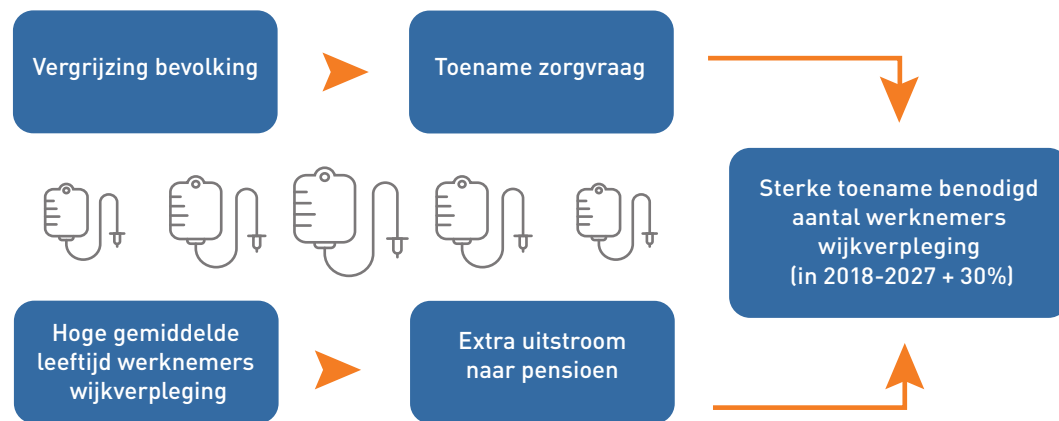 Vergrijzing bevolking
Toename zorgvraag
Sterke toename benodigd
aantal werknemers
wijkverpleging
(in 2018-2027 + 30%)
Hoge gemiddelde
leeftijd werknemers
wijkverpleging
Extra uitstroom
naar pensioen